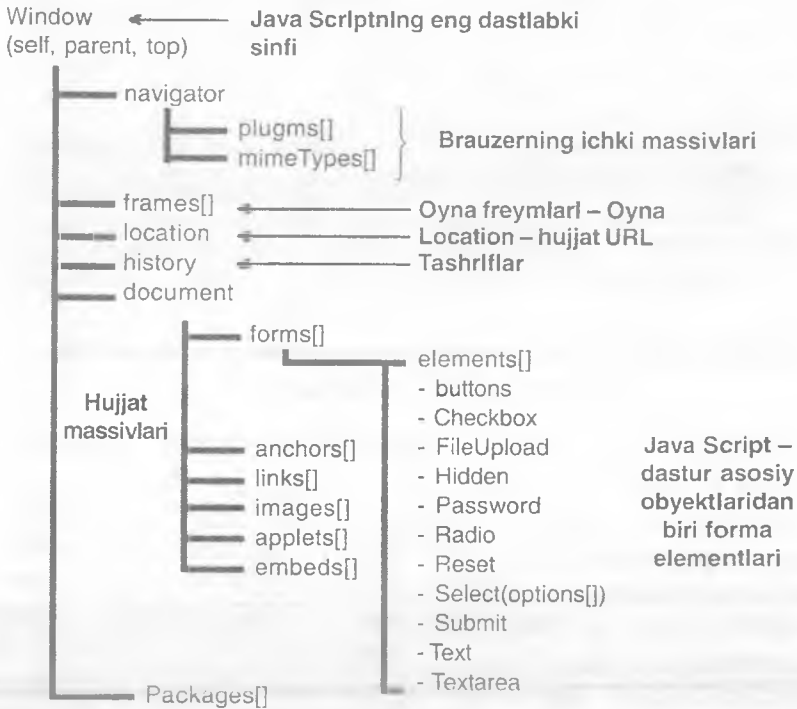 Window
Java ScrIptnIng eng dastlabki
(self, parent, top)
sinfi
navigator
plugms[]
mimeTypes[]
Brauzerning ichki massivlari
frames[]
Oyna freymlarI – Oyna
location
Location – hujjat URL
history
TashrIflar
document
forms[]
elements[]
- buttons
- Checkbox
- FileUpload
- Hidden
- Password
- Radio
- Reset
- Select(options[])
- Submit
- Text
- Textarea
Hujjat
massivlari
anchors[]
links[]
images[]
applets[]
embeds[]
Java Script –
dastur asosiy
obyektlaridan
biri forma
elementlari
Packages[]